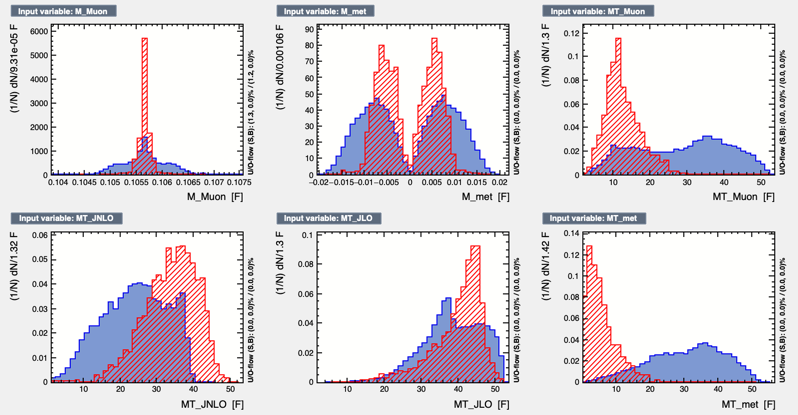 Input variable: M_Muon
(1/N) dN/9.31e-05 F
6000
5000
4000
3000
2000
1000
0
0.104 0.1045 0.105 0.1055 0.106 0.1065 0.107 0.1075
M_Muon [F]
U/O-flow (S,B): (1.3, 0.0)% / (1.2, 0.0)%
Input variable: M_met
(1/N) dN/0.00106 F
90
80
70
60
50
40
30
20
10
0
−0.02 −0.015 −0.01 −0.005 0 0.005 0.01 0.015 0.02
M_met [F]
U/O-flow (S,B): (0.0, 0.0)% / (0.0, 0.0)%
Input variable: MT_Muon
(1/N) dN/1.3 F
0.12
0.1
0.08
0.06
0.04
0.02
0
10 20 30 40 50
MT_Muon [F]
U/O-flow (S,B): (0.0, 0.0)% / (0.0, 0.0)%
Input variable: MT_JNLO
(1/N) dN/1.32 F
0.06
0.05
0.04
0.03
0.02
0.01
0
10 20 30 40 50
MT_JNLO [F]
U/O-flow (S,B): (0.0, 0.0)% / (0.0, 0.0)%
Input variable: MT_JLO
(1/N) dN/1.3 F
0.1
0.08
0.06
0.04
0.02
0
10 20 30 40 50
MT_JLO [F]
U/O-flow (S,B): (0.0, 0.0)% / (0.0, 0.0)%
Input variable: MT_met
(1/N) dN/1.42 F
0.14
0.12
0.1
0.08
0.06
0.04
0.02
0
10 20 30 40 50
MT_met [F]
U/O-flow (S,B): (0.0, 0.0)% / (0.0, 0.0)%